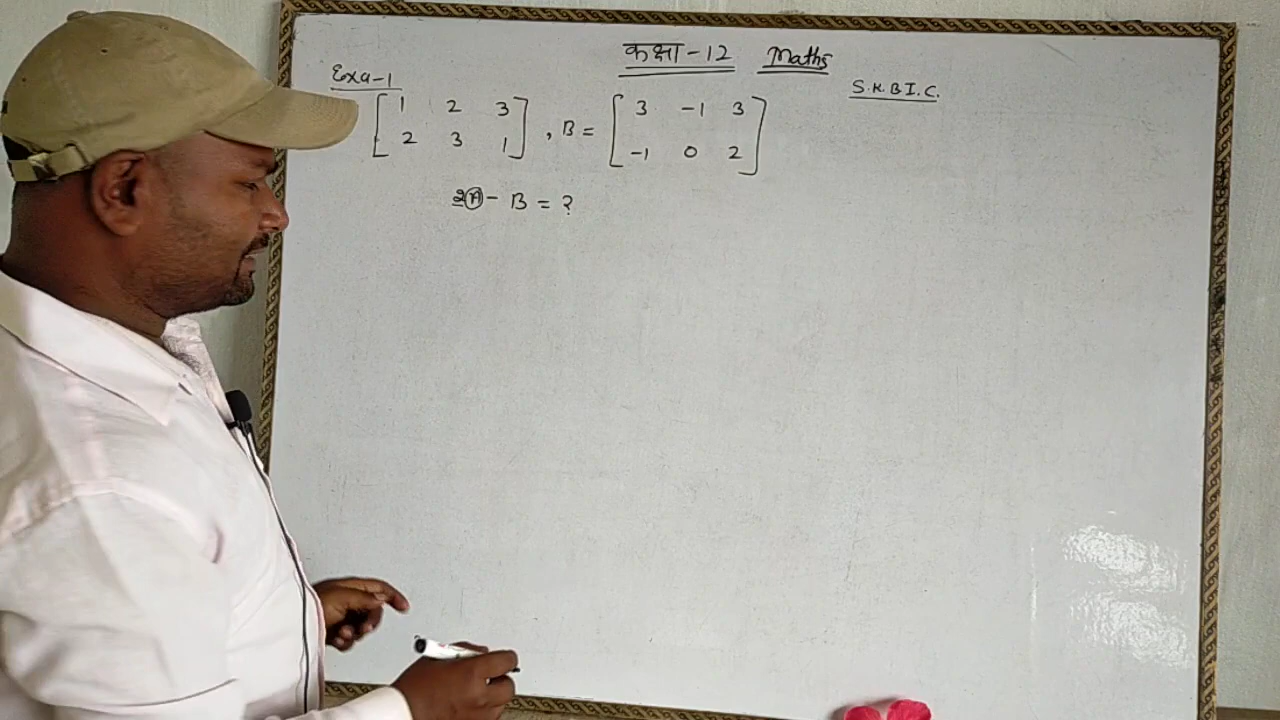 कक्षा-12 Maths
S.K.B.I.C.
Exa-1
[1 2 3
2 3 1], B = [3 -1 3
-1 0 2]
2A - B = ?